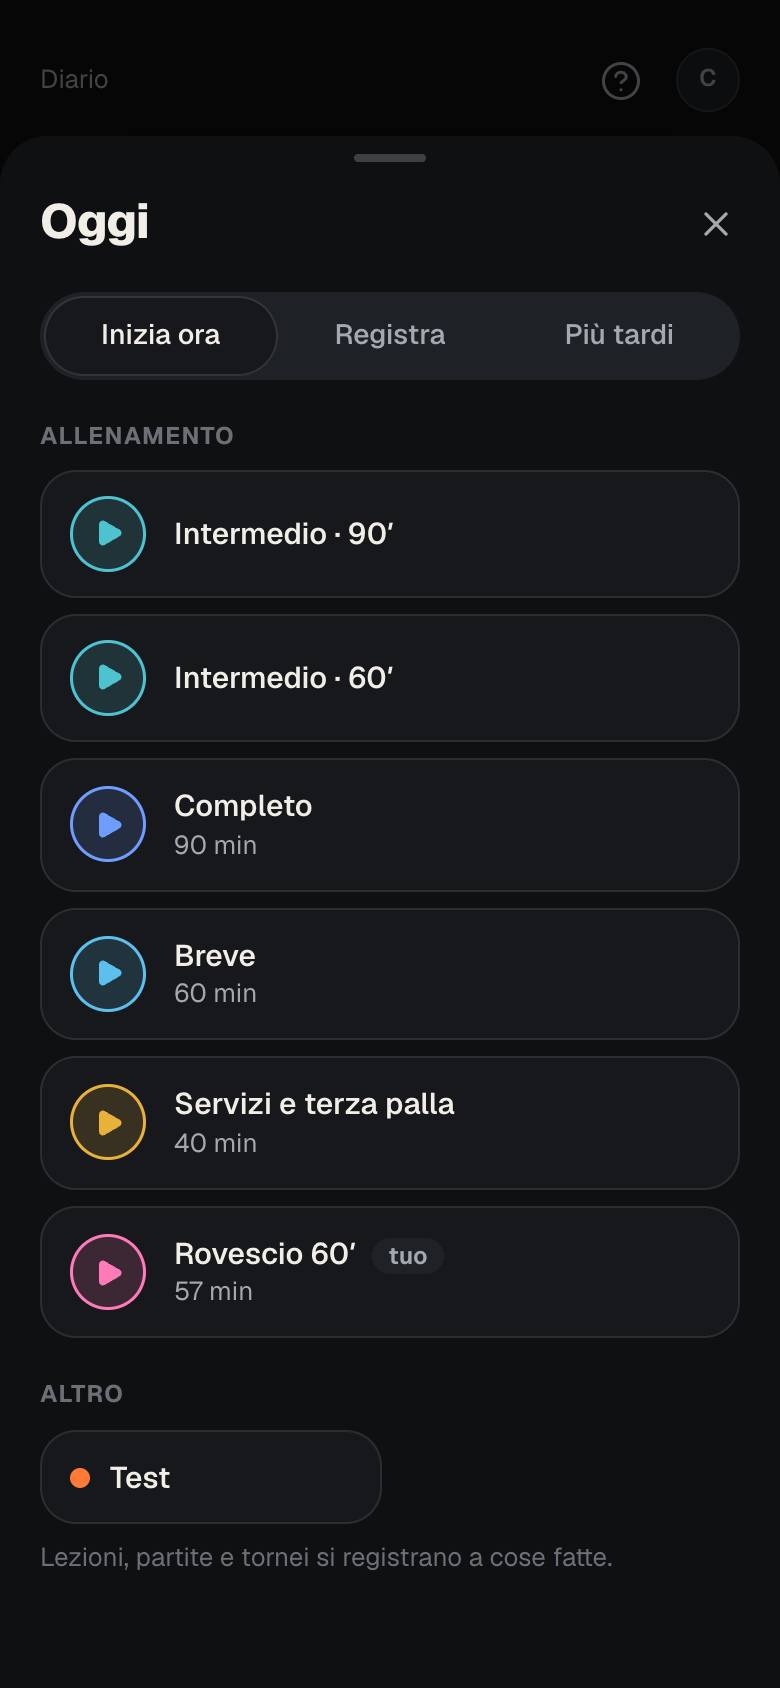 Diario
?
C
Oggi
Inizia ora
Registra
Più tardi
ALLENAMENTO
Intermedio · 90′
Intermedio · 60′
Completo
90 min
Breve
60 min
Servizi e terza palla
40 min
Rovescio 60′ tuo
57 min
ALTRO
Test
Lezioni, partite e tornei si registrano a cose fatte.